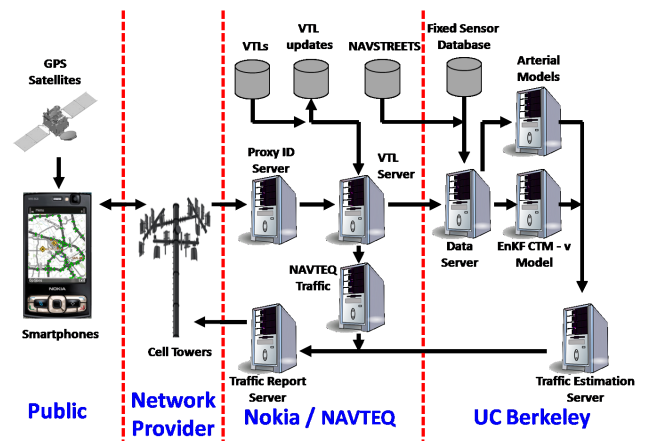 GPS
Satellites
VTLs
VTL
updates
NAVSTREETS
Fixed Sensor
Database
Arterial
Models
Proxy ID
Server
VTL
Server
Data
Server
EnKF CTM - v
Model
NOKIA
Smartphones
Cell Towers
NAVTEQ
Traffic
Traffic Report
Server
Traffic Estimation
Server
Public
Network
Provider
Nokia / NAVTEQ
UC Berkeley